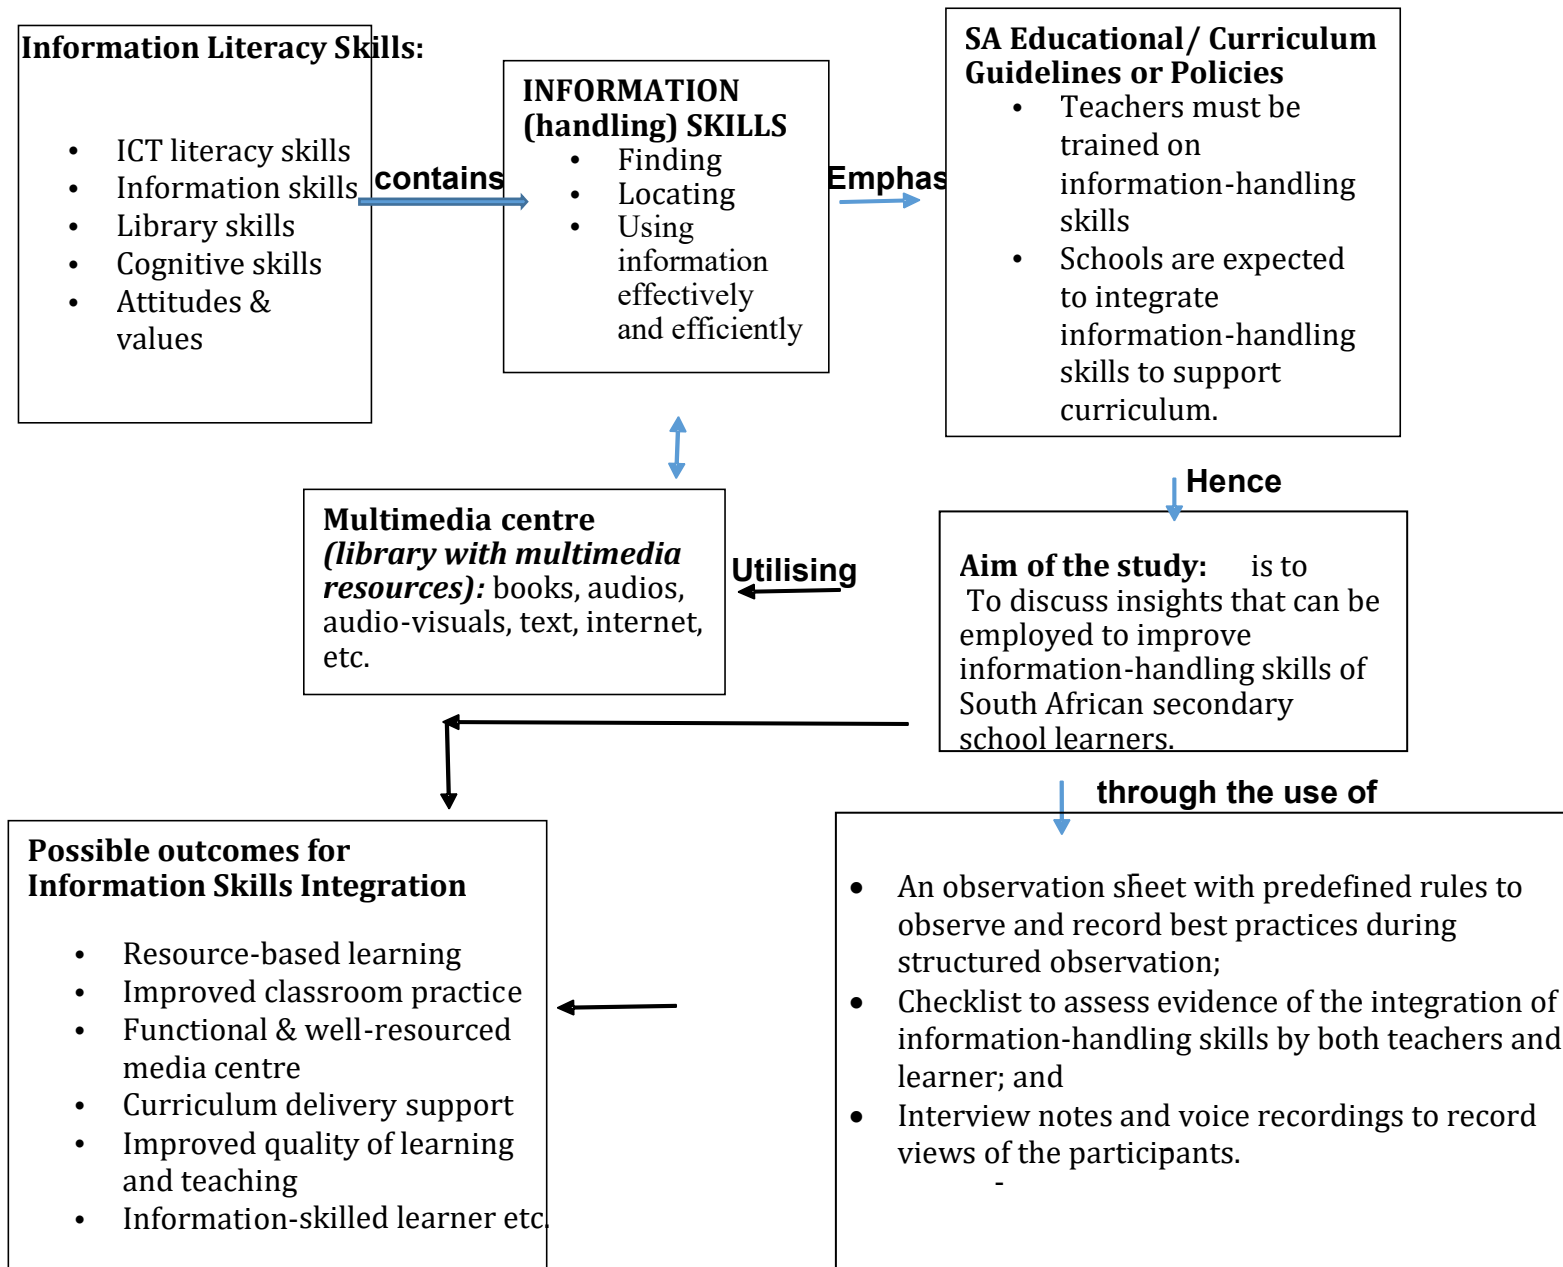 Information Literacy Skills:
• ICT literacy skills
• Information skills
• Library skills
• Cognitive skills
• Attitudes &
values
contains
INFORMATION
(handling) SKILLS
• Finding
• Locating
• Using
information
effectively
and efficiently
Emphas
SA Educational/ Curriculum
Guidelines or Policies
• Teachers must be
trained on
information-handling
skills
• Schools are expected
to integrate
information-handling
skills to support
curriculum.
Hence
Aim of the study: is to
To discuss insights that can be
employed to improve
information-handling skills of
South African secondary
school learners.
Utilising
Multimedia centre
(library with multimedia
resources): books, audios,
audio-visuals, text, internet,
etc.
through the use of
• An observation sheet with predefined rules to
observe and record best practices during
structured observation;
• Checklist to assess evidence of the integration of
information-handling skills by both teachers and
learner; and
• Interview notes and voice recordings to record
views of the participants.
-
Possible outcomes for
Information Skills Integration
• Resource-based learning
• Improved classroom practice
• Functional & well-resourced
media centre
• Curriculum delivery support
• Improved quality of learning
and teaching
• Information-skilled learner etc.